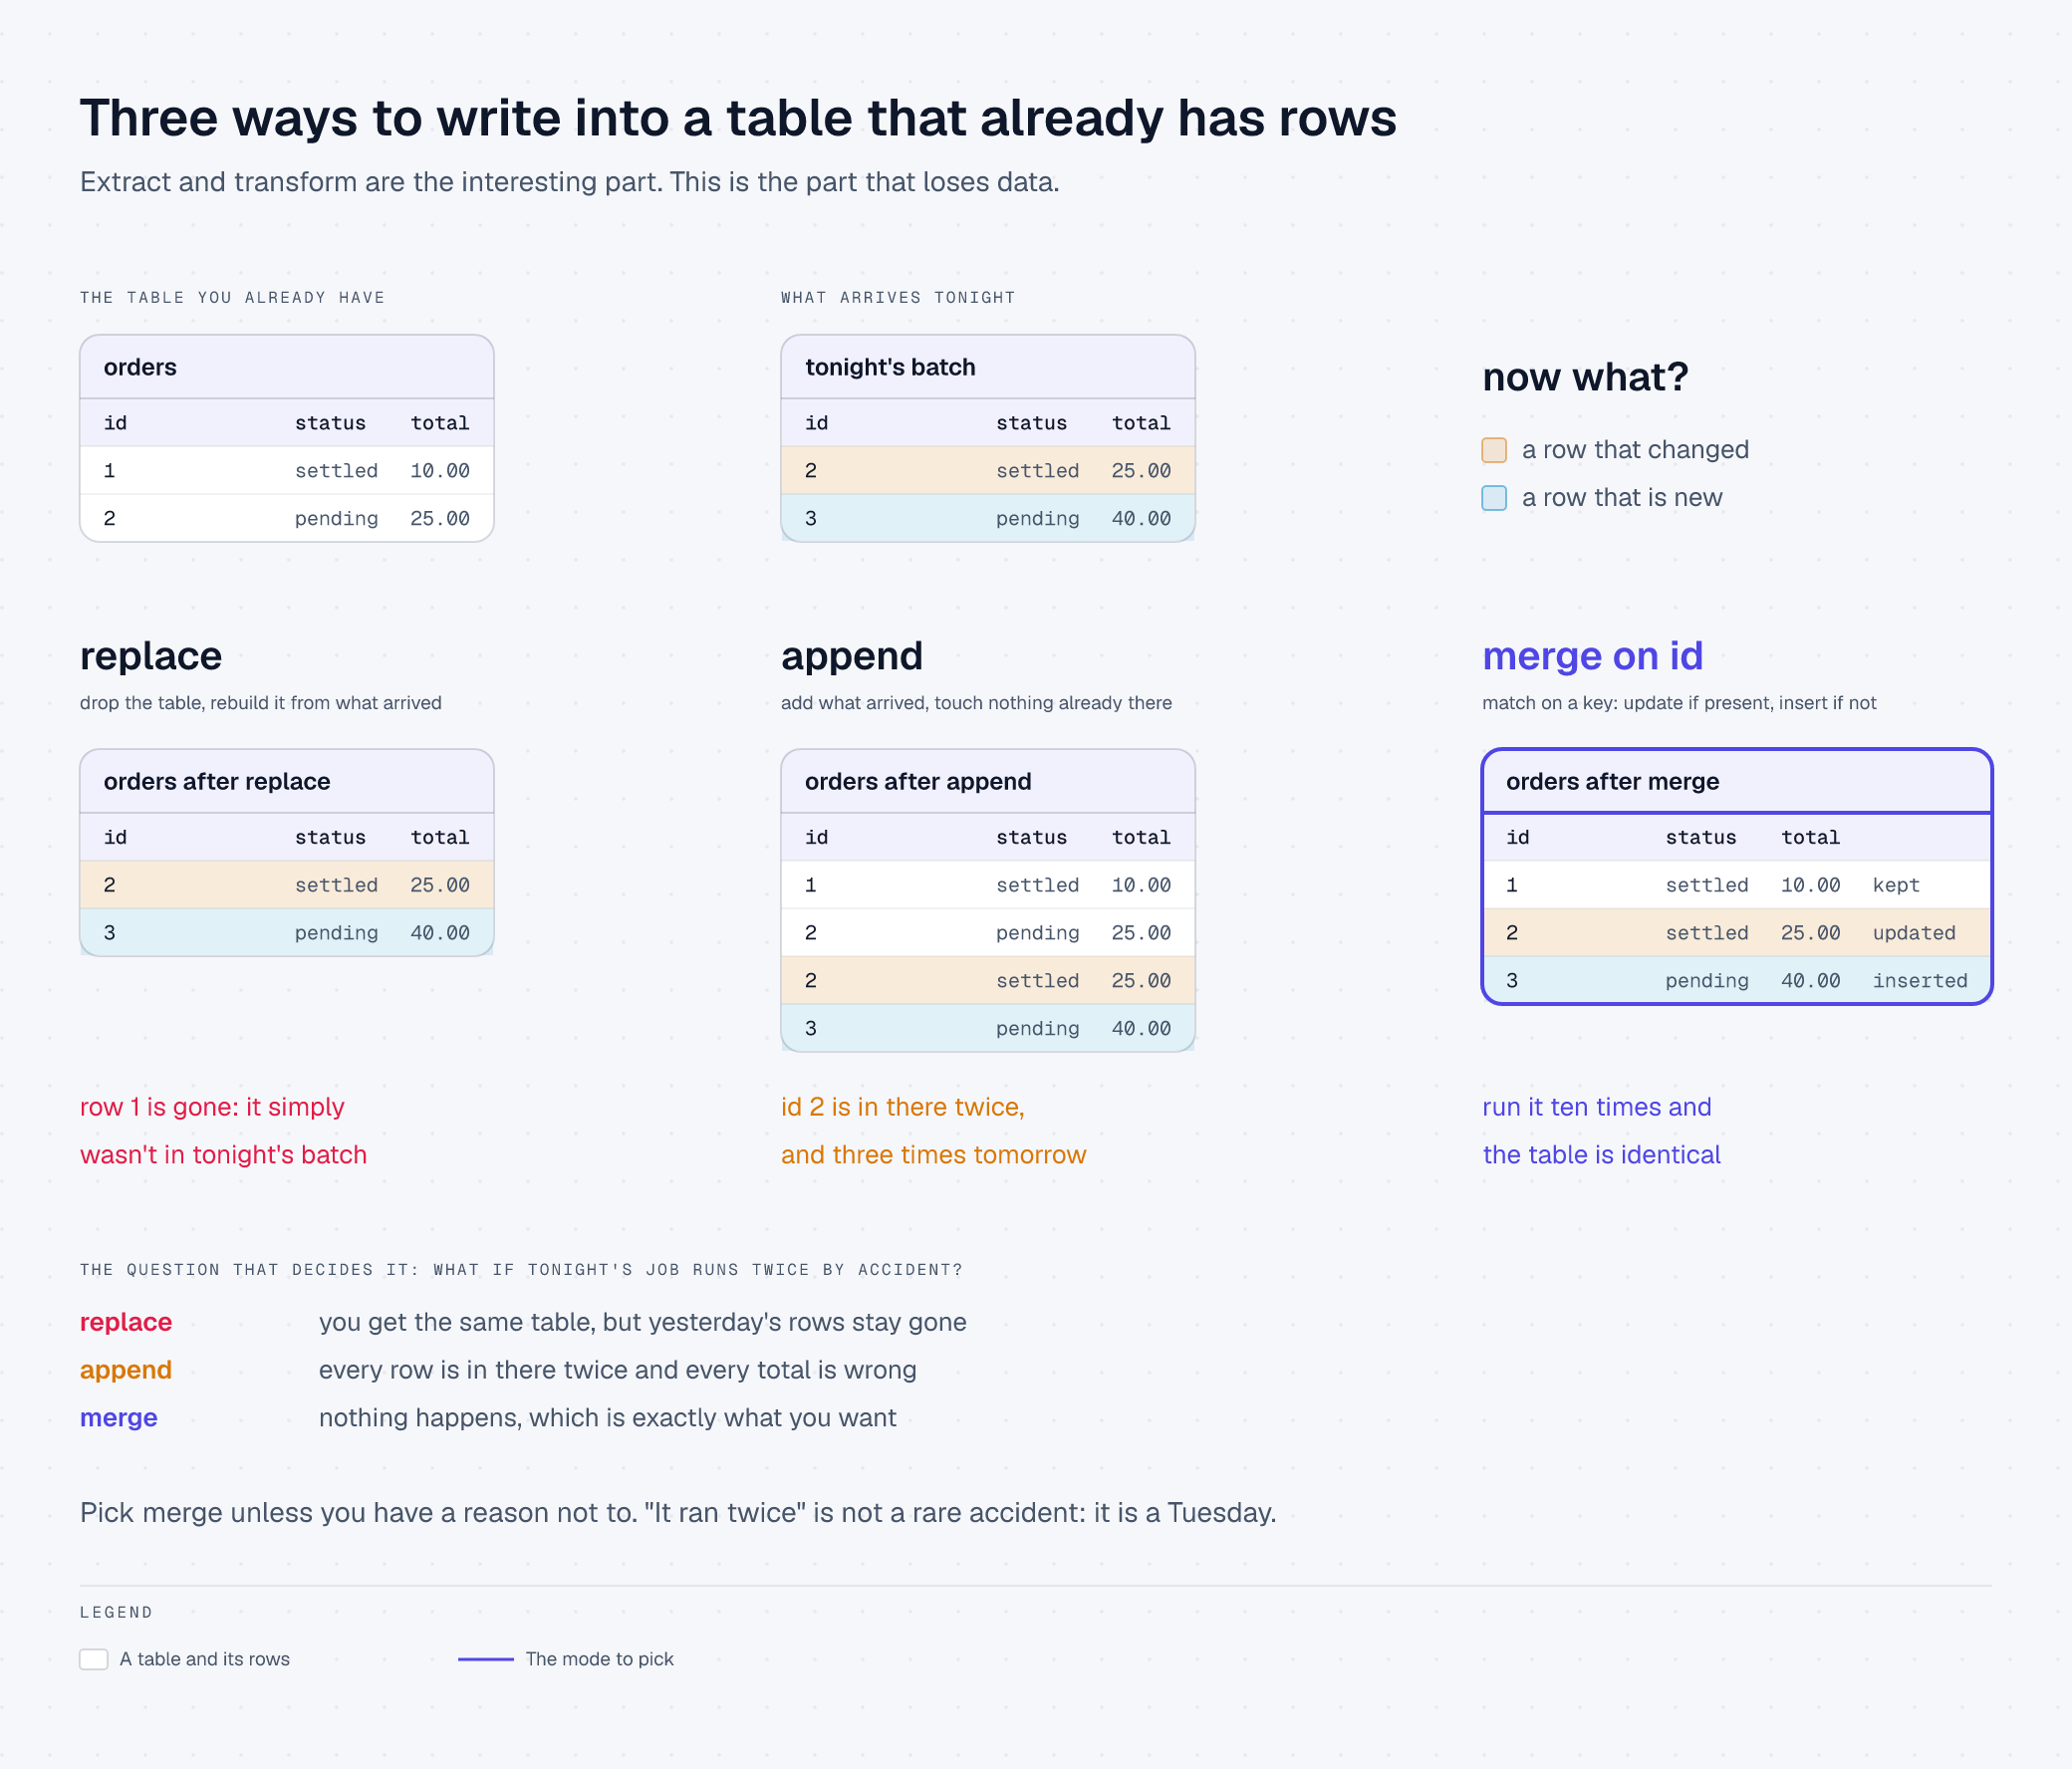 Three ways to write into a table that already has rows
Extract and transform are the interesting part. This is the part that loses data.
THE TABLE YOU ALREADY HAVE
orders
id status total
1 settled 10.00
2 pending 25.00
WHAT ARRIVES TONIGHT
tonight's batch
id status total
2 settled 25.00
3 pending 40.00
now what?
a row that changed
a row that is new
replace
drop the table, rebuild it from what arrived
orders after replace
id status total
2 settled 25.00
3 pending 40.00
row 1 is gone: it simply
wasn't in tonight's batch
append
add what arrived, touch nothing already there
orders after append
id status total
1 settled 10.00
2 pending 25.00
2 settled 25.00
3 pending 40.00
id 2 is in there twice,
and three times tomorrow
merge on id
match on a key: update if present, insert if not
orders after merge
id status total
1 settled 10.00 kept
2 settled 25.00 updated
3 pending 40.00 inserted
run it ten times and
the table is identical
THE QUESTION THAT DECIDES IT: WHAT IF TONIGHT'S JOB RUNS TWICE BY ACCIDENT?
replace you get the same table, but yesterday's rows stay gone
append every row is in there twice and every total is wrong
merge nothing happens, which is exactly what you want
Pick merge unless you have a reason not to. "It ran twice" is not a rare accident: it is a Tuesday.
LEGEND
A table and its rows
The mode to pick